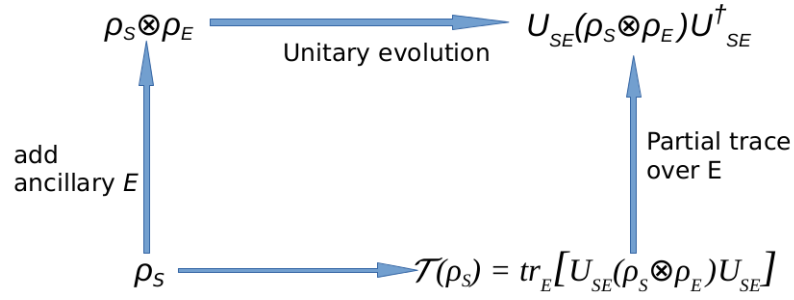 ρ_S⊗ρ_E
U_SE(ρ_S⊗ρ_E)U^†_SE
Unitary evolution
add
ancillary E
Partial trace
over E
ρ_S
𝒯(ρ_S) = tr_E[U_SE(ρ_S⊗ρ_E)U_SE]